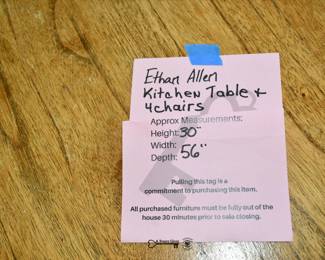 Ethan Allen
Kitchen Table +
4 chairs
Approx Measurements:
Height: 30"
Width:
Depth: 56"
Pulling this tag is a
commitment to purchasing this item.
All purchased furniture must be fully out of the
house 30 minutes prior to sale closing.